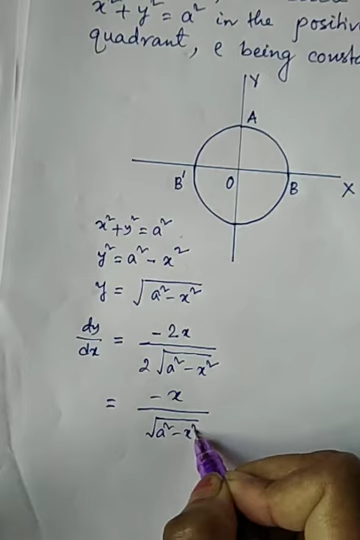 x² + y² = a² in the positive
quadrant, e being consta
Y
A
B' O B X
x² + y² = a²
y² = a² - x²
y = √(a² - x²)
dy/dx = -2x / 2√(a² - x²)
= -x / √(a² - x²)